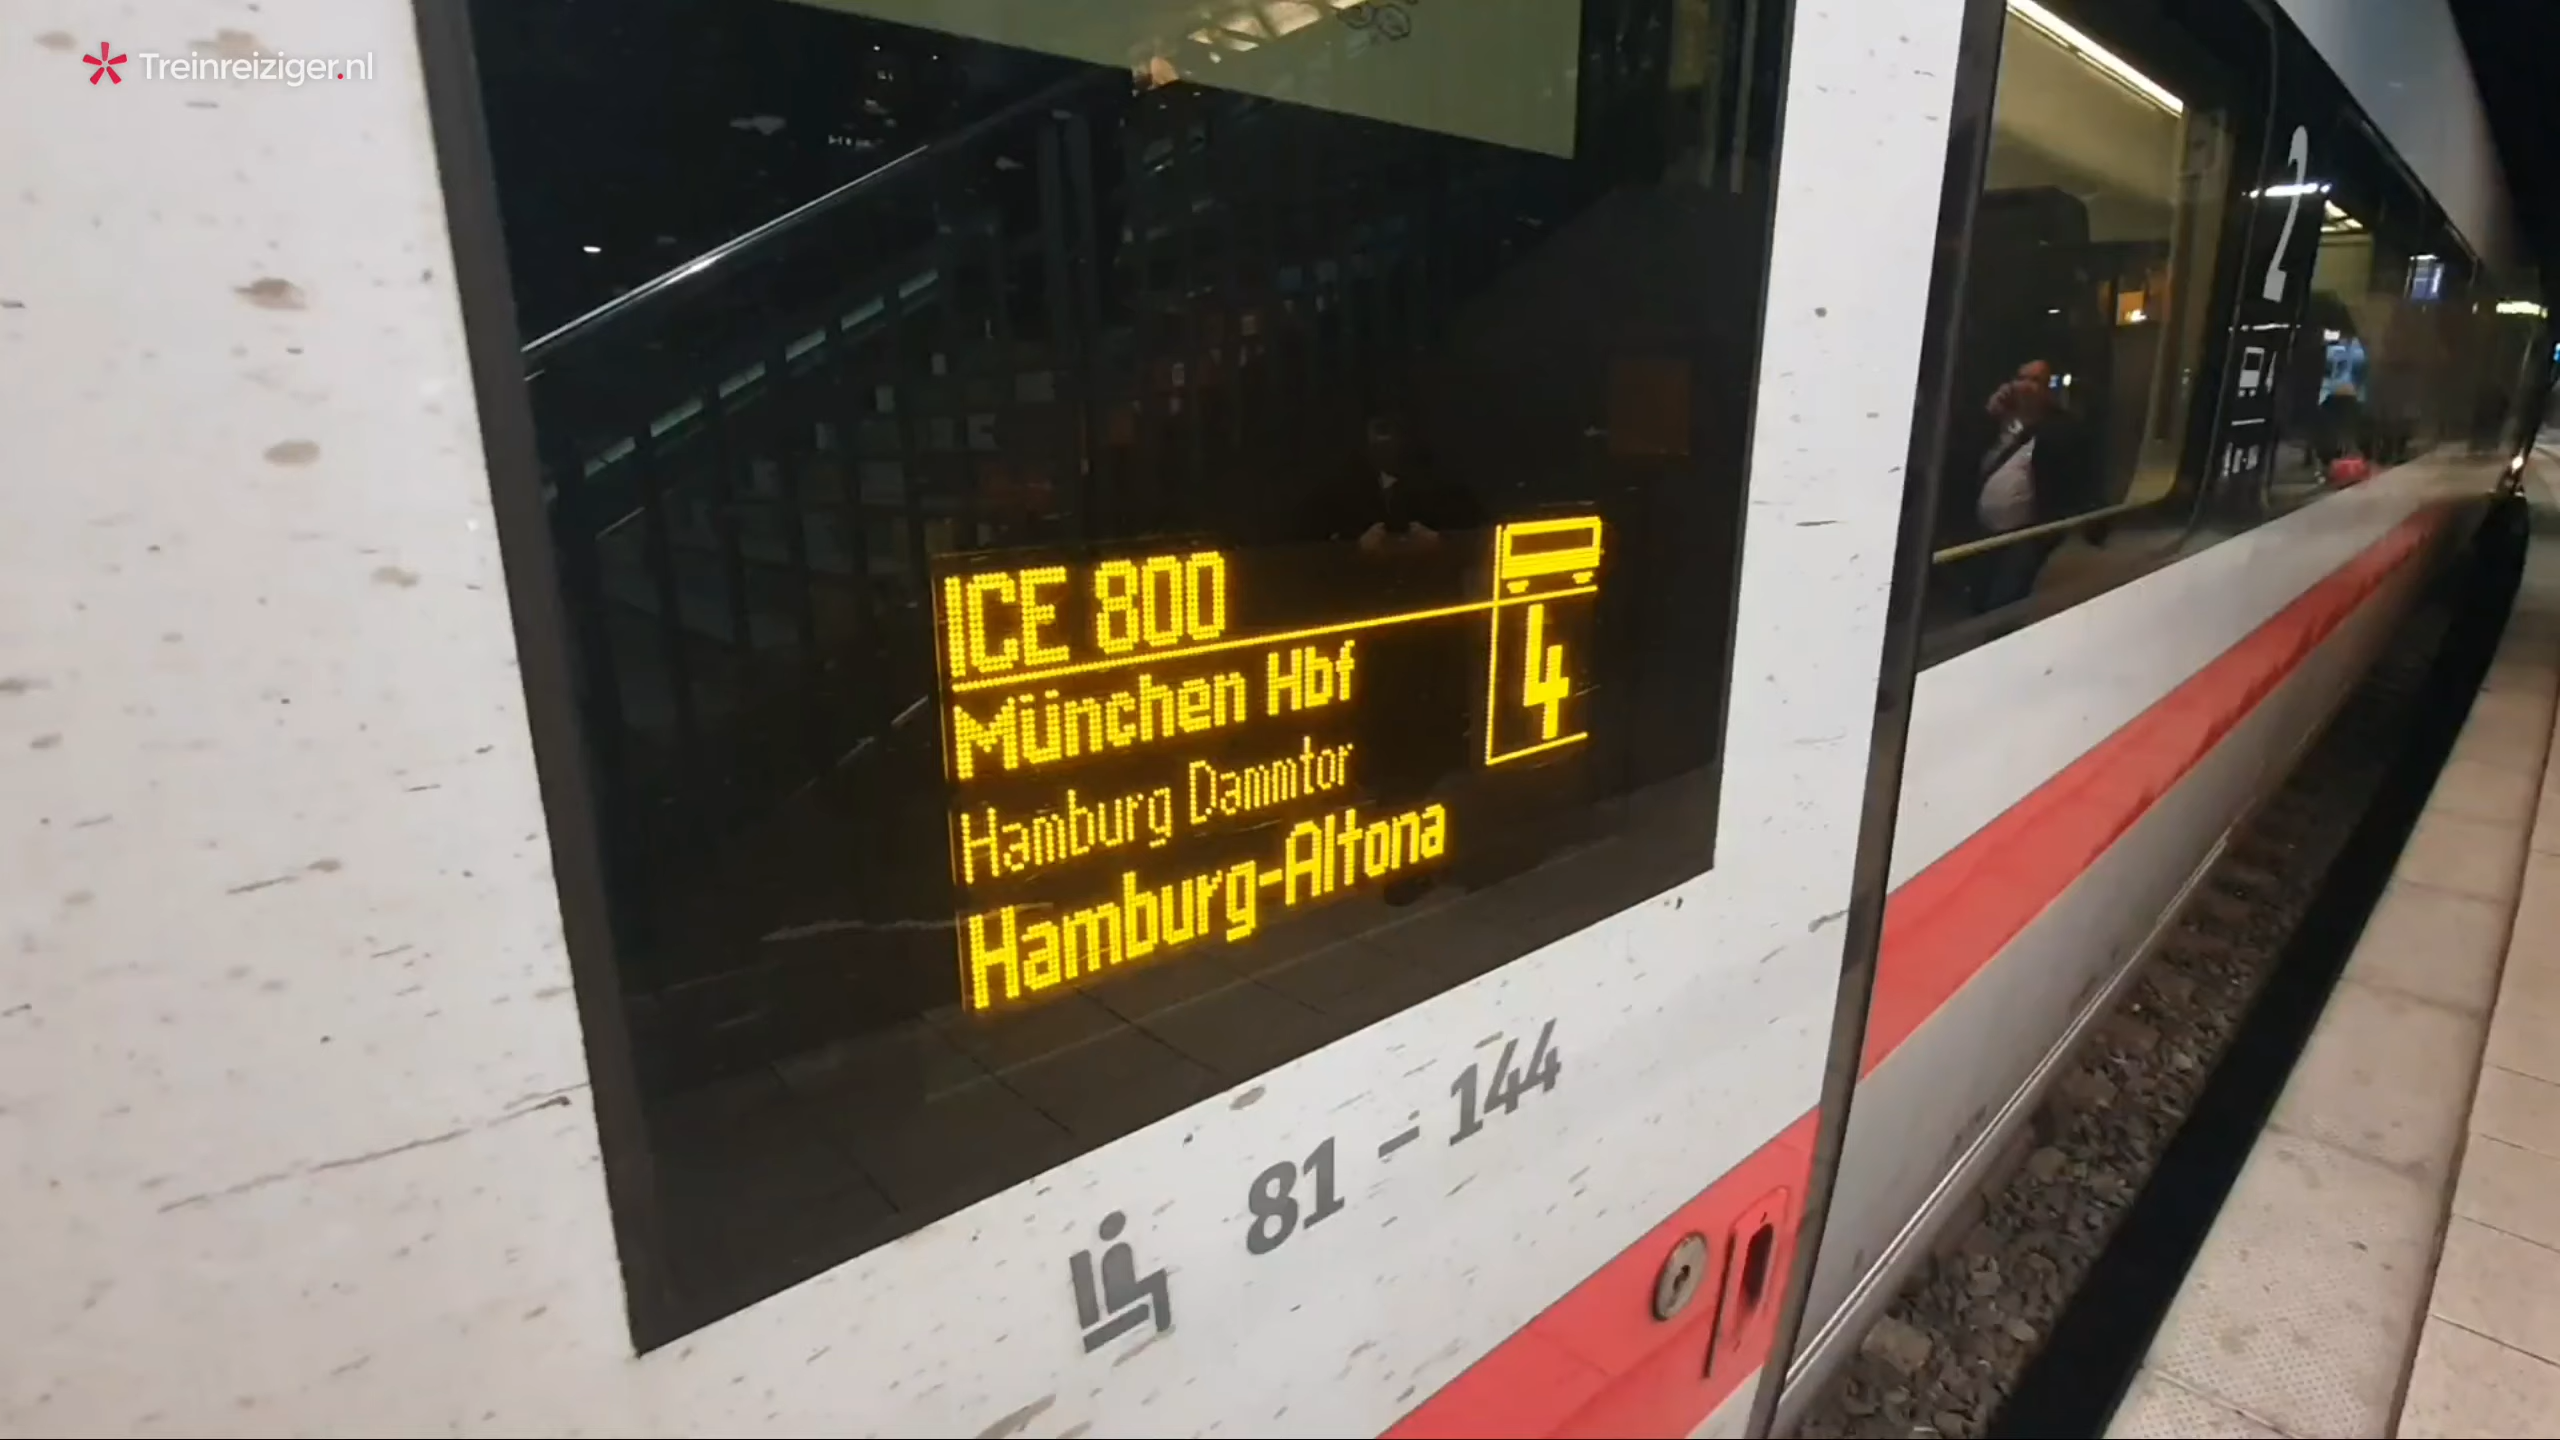 Treinreiziger.nl
2
ICE 800
4
München Hbf
Hamburg Dammtor
Hamburg-Altona
81 – 144